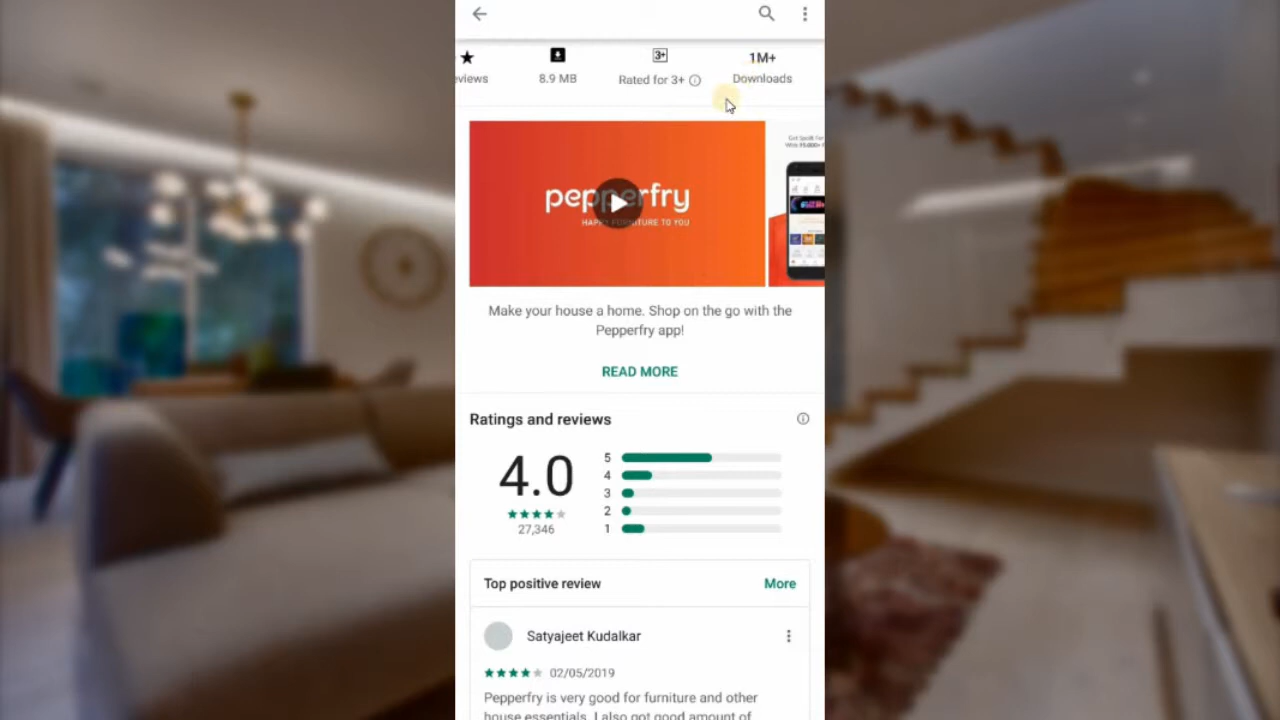 eviews
8.9 MB
3+
Rated for 3+
1M+
Downloads
pepperfry
HAPPY FURNITURE TO YOU
Make your house a home. Shop on the go with the
Pepperfry app!
READ MORE
Ratings and reviews
4.0
27,346
5
4
3
2
1
Top positive review
More
Satyajeet Kudalkar
02/05/2019
Pepperfry is very good for furniture and other
house essentials. I also got good amount of